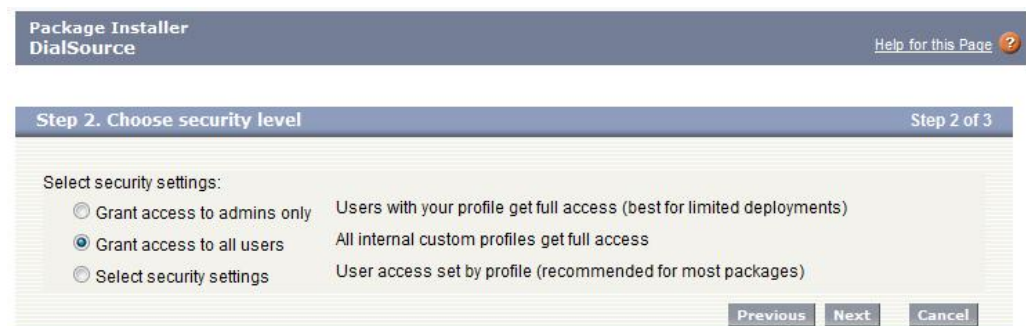 Package Installer
DialSource
Help for this Page ?
Step 2. Choose security level Step 2 of 3
Select security settings:
Grant access to admins only Users with your profile get full access (best for limited deployments)
Grant access to all users All internal custom profiles get full access
Select security settings User access set by profile (recommended for most packages)
Previous Next Cancel